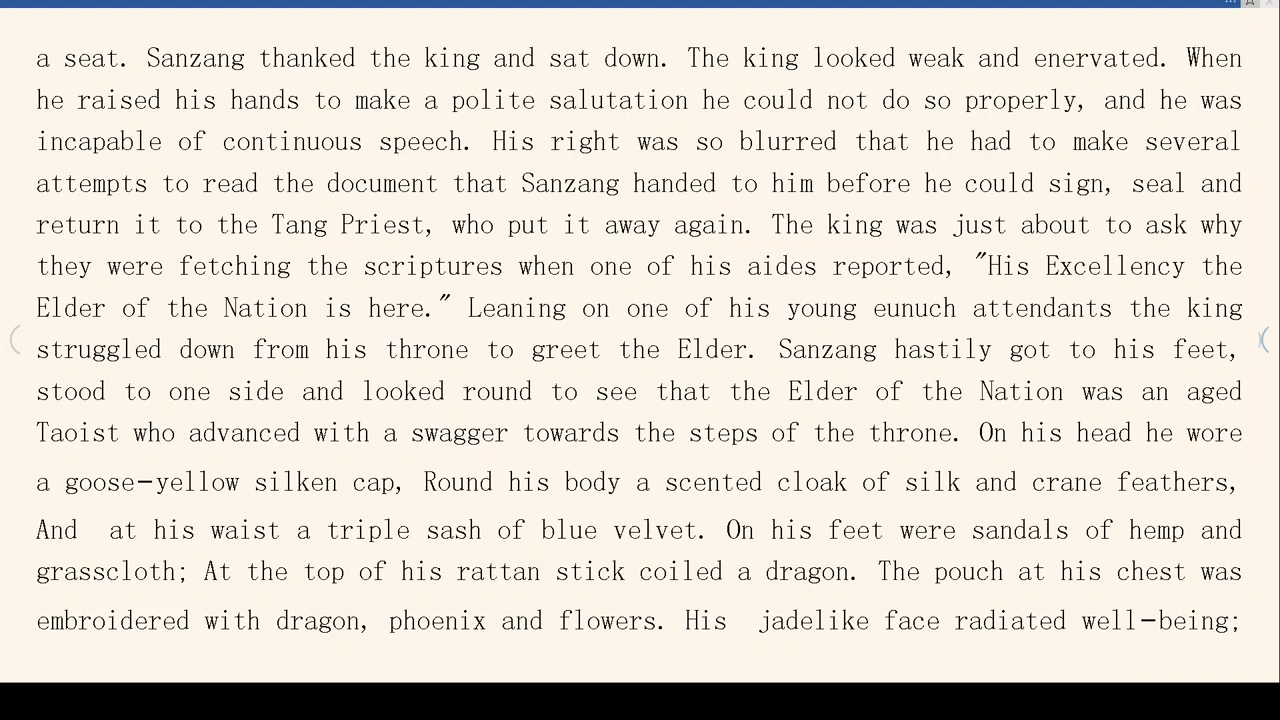 a seat. Sanzang thanked the king and sat down. The king looked weak and enervated. When
he raised his hands to make a polite salutation he could not do so properly, and he was
incapable of continuous speech. His right was so blurred that he had to make several
attempts to read the document that Sanzang handed to him before he could sign, seal and
return it to the Tang Priest, who put it away again. The king was just about to ask why
they were fetching the scriptures when one of his aides reported, "His Excellency the
Elder of the Nation is here." Leaning on one of his young eunuch attendants the king
struggled down from his throne to greet the Elder. Sanzang hastily got to his feet,
stood to one side and looked round to see that the Elder of the Nation was an aged
Taoist who advanced with a swagger towards the steps of the throne. On his head he wore
a goose-yellow silken cap, Round his body a scented cloak of silk and crane feathers,
And at his waist a triple sash of blue velvet. On his feet were sandals of hemp and
grasscloth; At the top of his rattan stick coiled a dragon. The pouch at his chest was
embroidered with dragon, phoenix and flowers. His jadelike face radiated well-being;